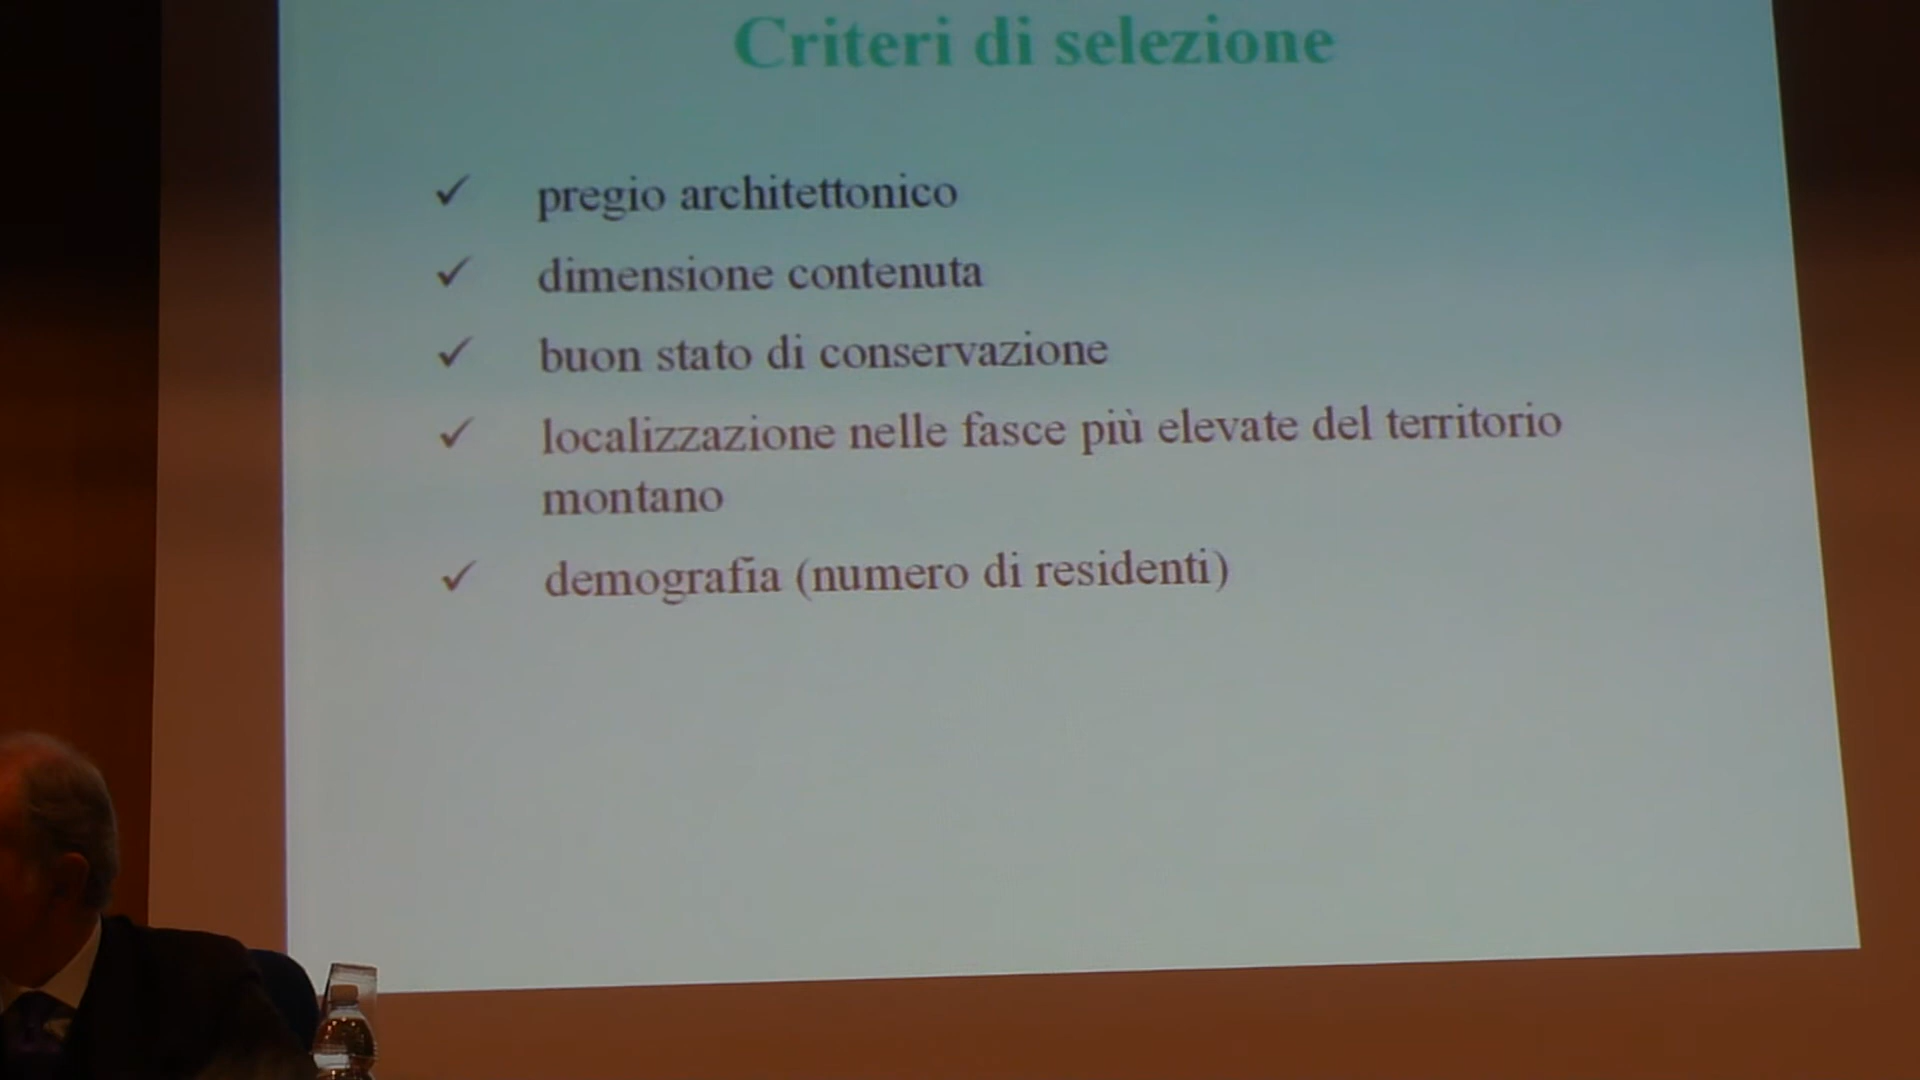 Criteri di selezione
✓ pregio architettonico
✓ dimensione contenuta
✓ buon stato di conservazione
✓ localizzazione nelle fasce più elevate del territorio
montano
✓ demografia (numero di residenti)